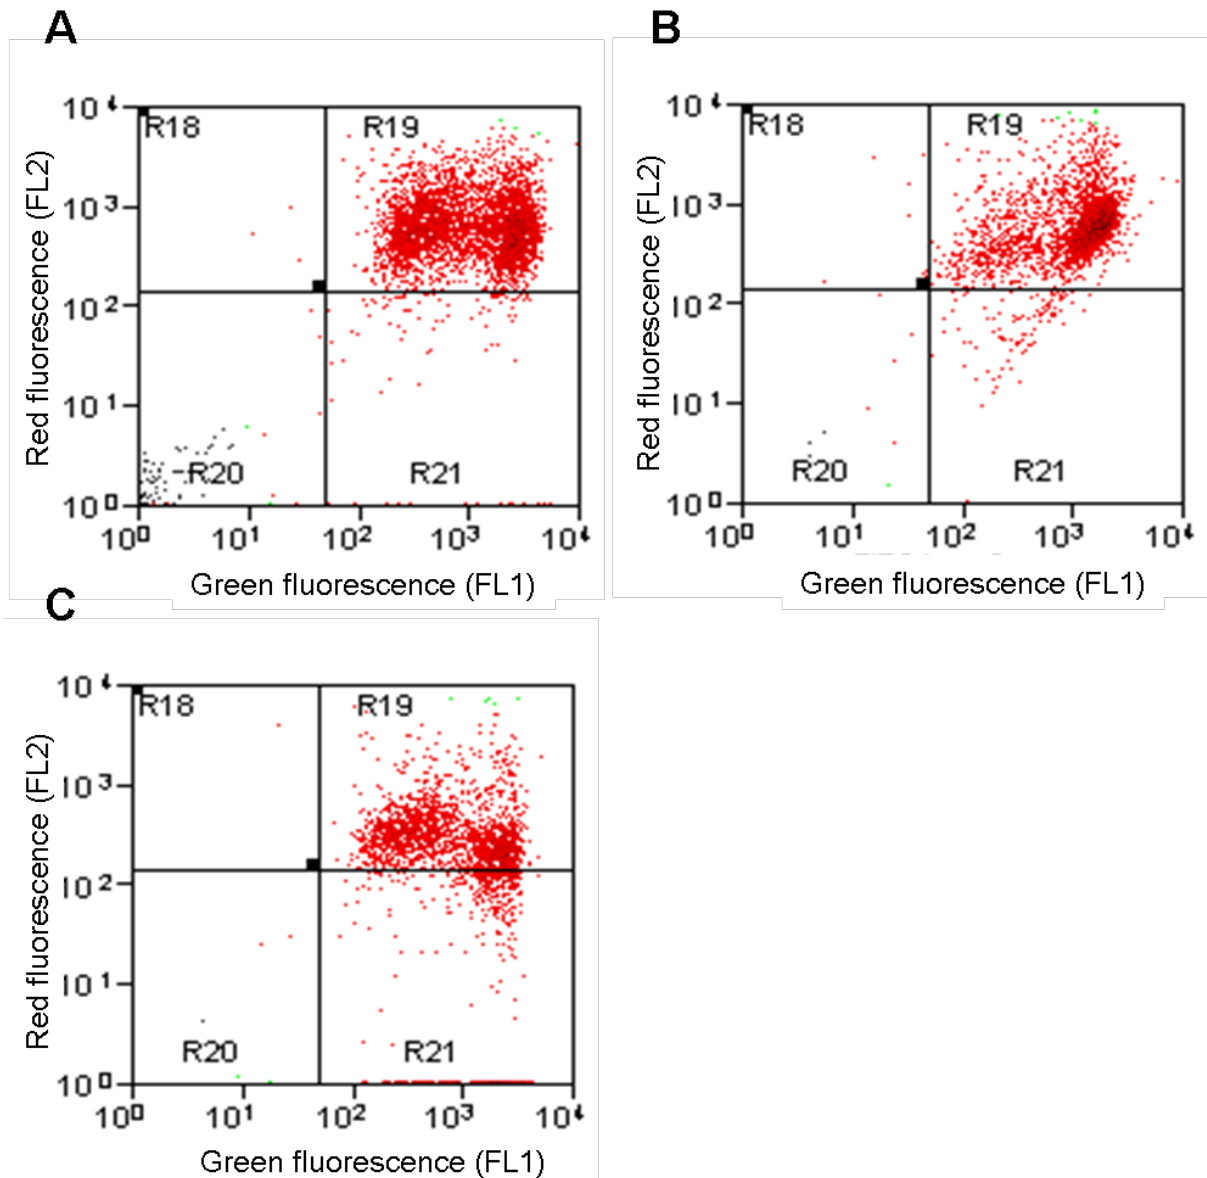 A
10⁴
R18
R19
10³
10²
10¹
R20
R21
10⁰
10⁰ 10¹ 10² 10³ 10⁴
Red fluorescence (FL2)
Green fluorescence (FL1)
B
10⁴
R18
R19
10³
10²
10¹
R20
R21
10⁰
10⁰ 10¹ 10² 10³ 10⁴
Red fluorescence (FL2)
Green fluorescence (FL1)
C
10⁴
R18
R19
10³
10²
10¹
R20
R21
10⁰
10⁰ 10¹ 10² 10³ 10⁴
Red fluorescence (FL2)
Green fluorescence (FL1)